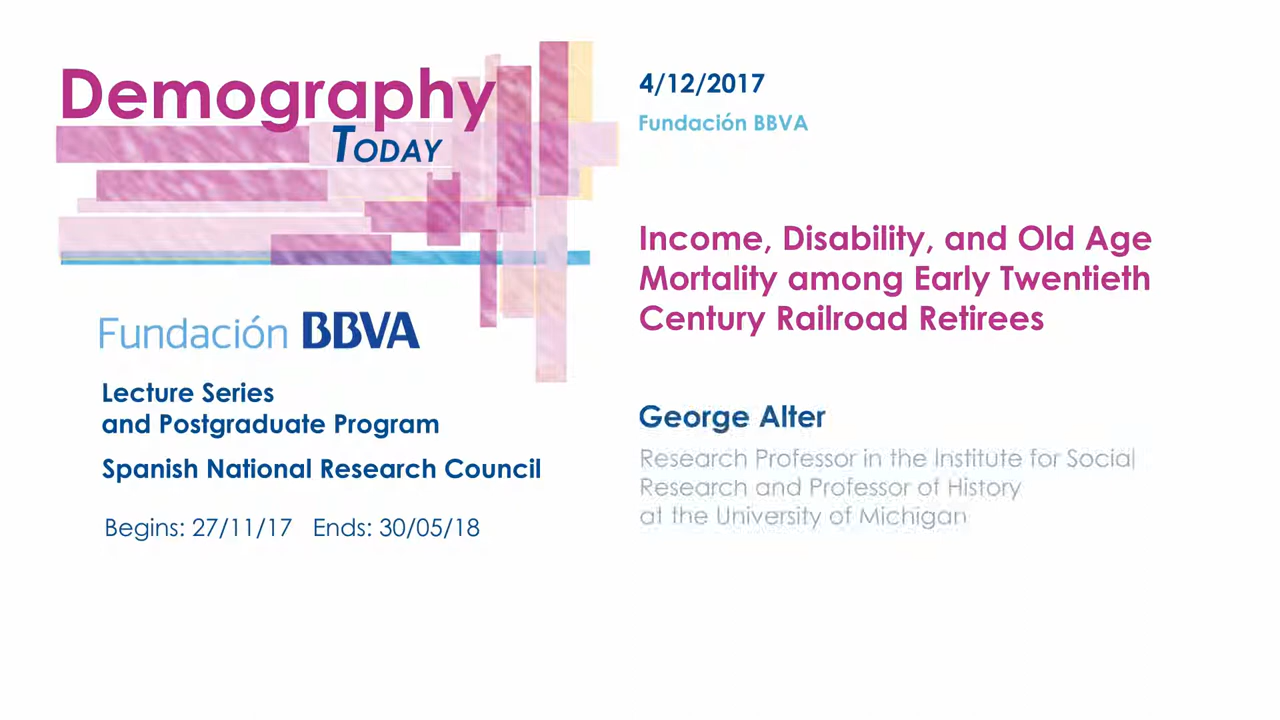 Demography
TODAY
Fundación BBVA
Lecture Series
and Postgraduate Program
Spanish National Research Council
Begins: 27/11/17 Ends: 30/05/18
4/12/2017
Fundación BBVA
Income, Disability, and Old Age
Mortality among Early Twentieth
Century Railroad Retirees
George Alter
Research Professor in the Institute for Social
Research and Professor of History
at the University of Michigan